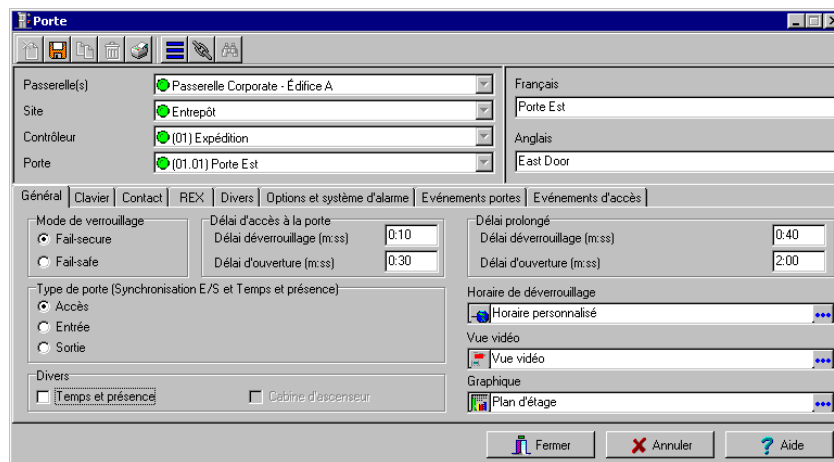 Porte
Passerelle(s)
Passerelle Corporate - Édifice A
Site
Entrepôt
Contrôleur
(01) Expédition
Porte
(01.01) Porte Est
Français
Porte Est
Anglais
East Door
Général
Clavier
Contact
REX
Divers
Options et système d'alarme
Evénements portes
Evénements d'accès
Mode de verrouillage
Fail-secure
Fail-safe
Délai d'accès à la porte
Délai déverrouillage (m:ss)
0:10
Délai d'ouverture (m:ss)
0:30
Délai prolongé
Délai déverrouillage (m:ss)
0:40
Délai d'ouverture (m:ss)
2:00
Type de porte (Synchronisation E/S et Temps et présence)
Accès
Entrée
Sortie
Horaire de déverrouillage
Horaire personnalisé
Vue vidéo
Vue vidéo
Graphique
Plan d'étage
Divers
Temps et présence
Cabine d'ascenseur
Fermer
Annuler
Aide